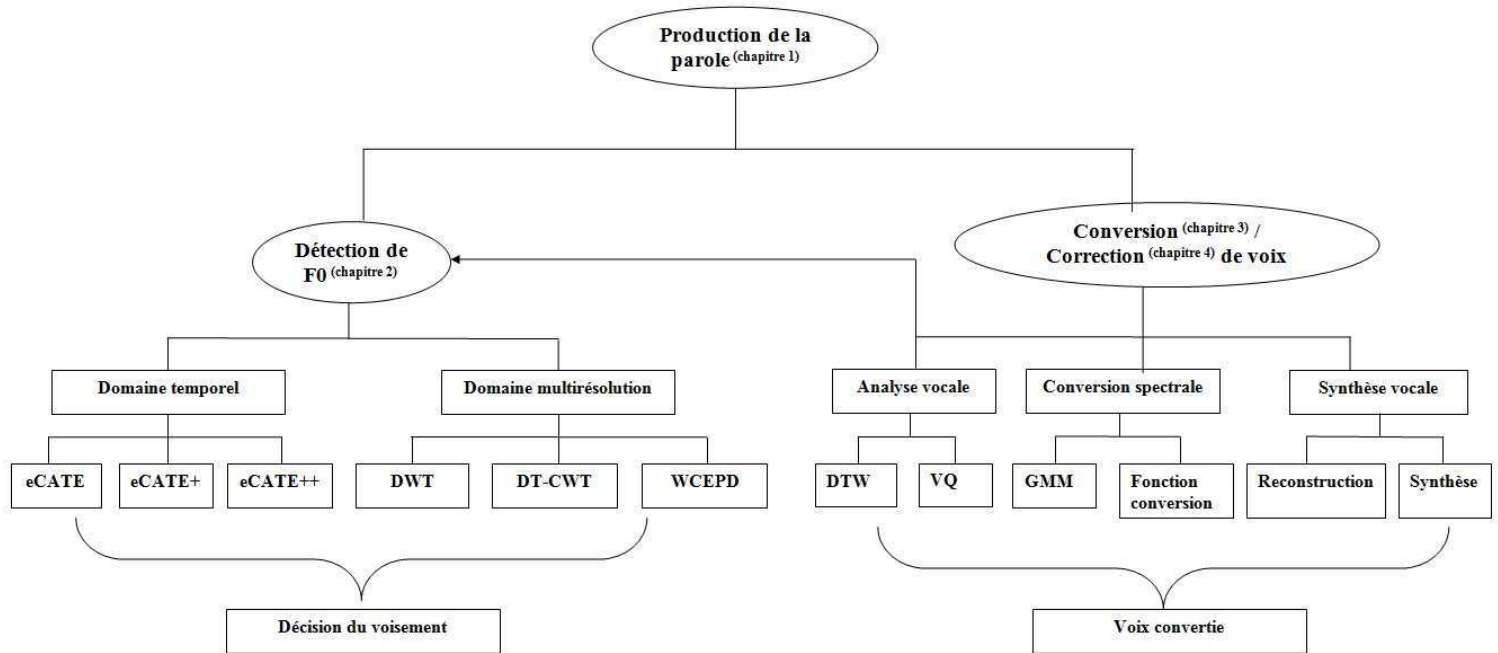 Production de la
parole (chapitre 1)
Détection de
F0 (chapitre 2)
Conversion (chapitre 3) /
Correction (chapitre 4) de voix
Domaine temporel
Domaine multirésolution
Analyse vocale
Conversion spectrale
Synthèse vocale
eCATE
eCATE+
eCATE++
DWT
DT-CWT
WCEPD
DTW
VQ
GMM
Fonction
conversion
Reconstruction
Synthèse
Décision du voisement
Voix convertie